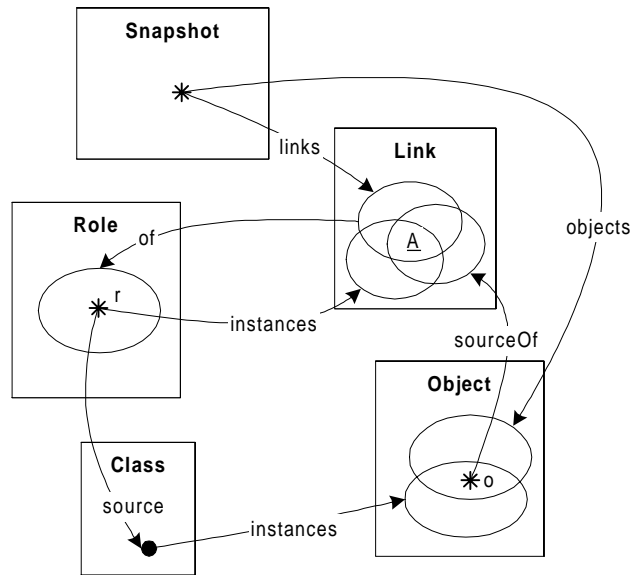 Snapshot
links
Link
Role
of
A
objects
r
instances
sourceOf
Object
Class
source
o
instances